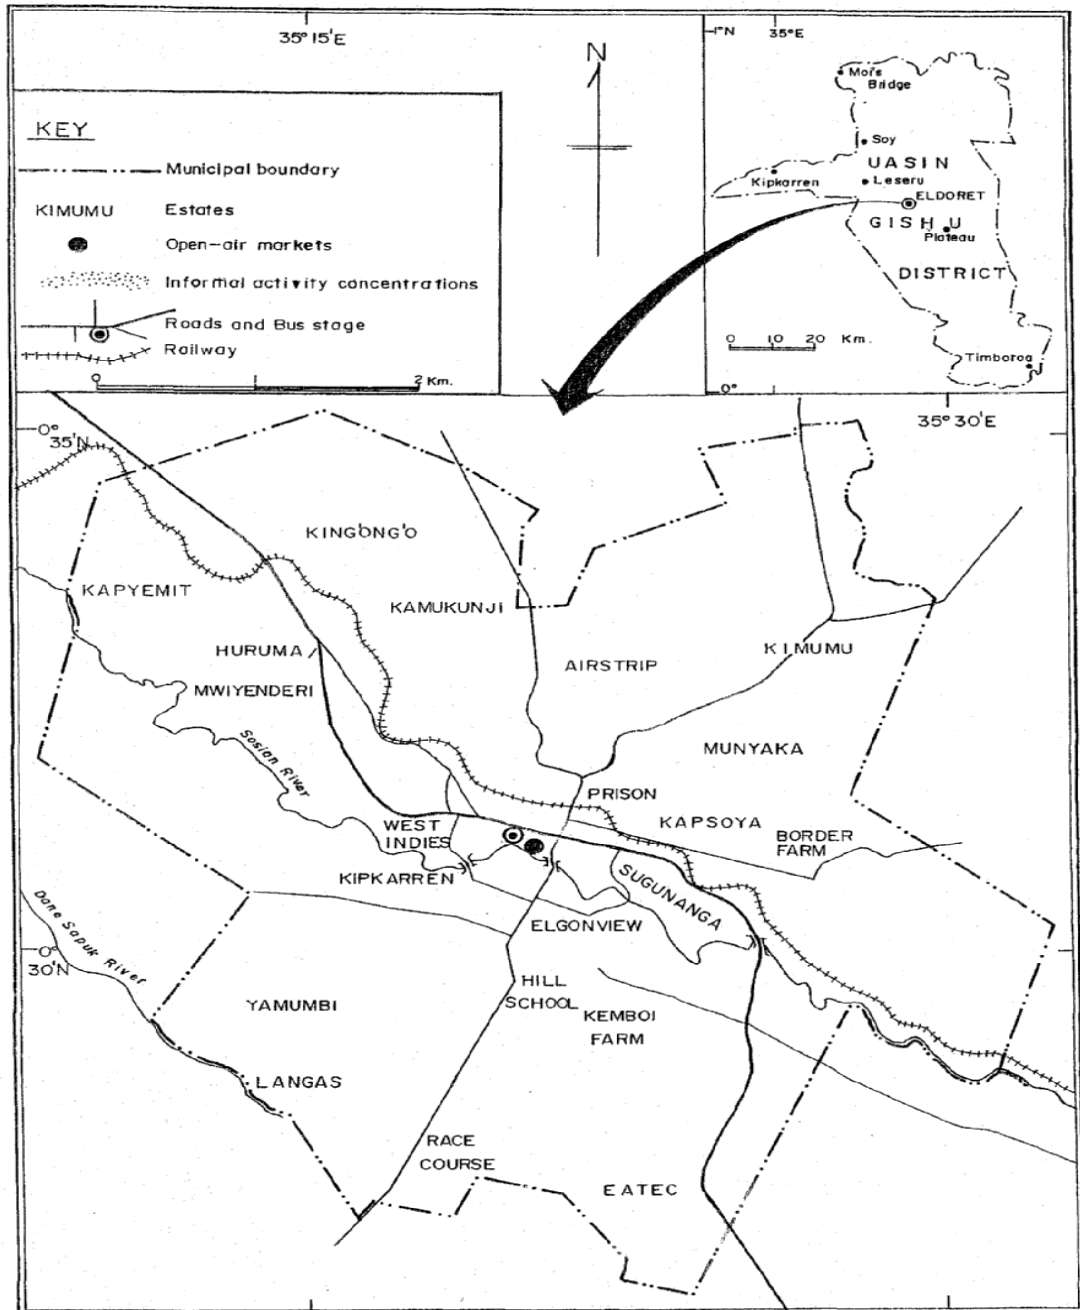 35°15'E
N
KEY
Municipal boundary
KIMUMU Estates
Open-air markets
Informal activity concentrations
Roads and Bus stage
Railway
0 2 Km.
1°N 35°E
Moi's
Bridge
Soy
UASIN
Kipkarren
Leseru
ELDORET
GISHU
Plateau
DISTRICT
0 10 20 Km.
Timboroa
0°
0°
35'N
35°30'E
KINGONG'O
KAPYEMIT
KAMUKUNJI
HURUMA
AIRSTRIP
KIMUMU
MWIYENDERI
Sosian River
MUNYAKA
PRISON
WEST
INDIES
KAPSOYA
BORDER
FARM
KIPKARREN
SUGUNANGA
ELGONVIEW
Dane Sapuk River
0°
30'N
HILL
SCHOOL
YAMUMBI
KEMBOI
FARM
LANGAS
RACE
COURSE
EATEC